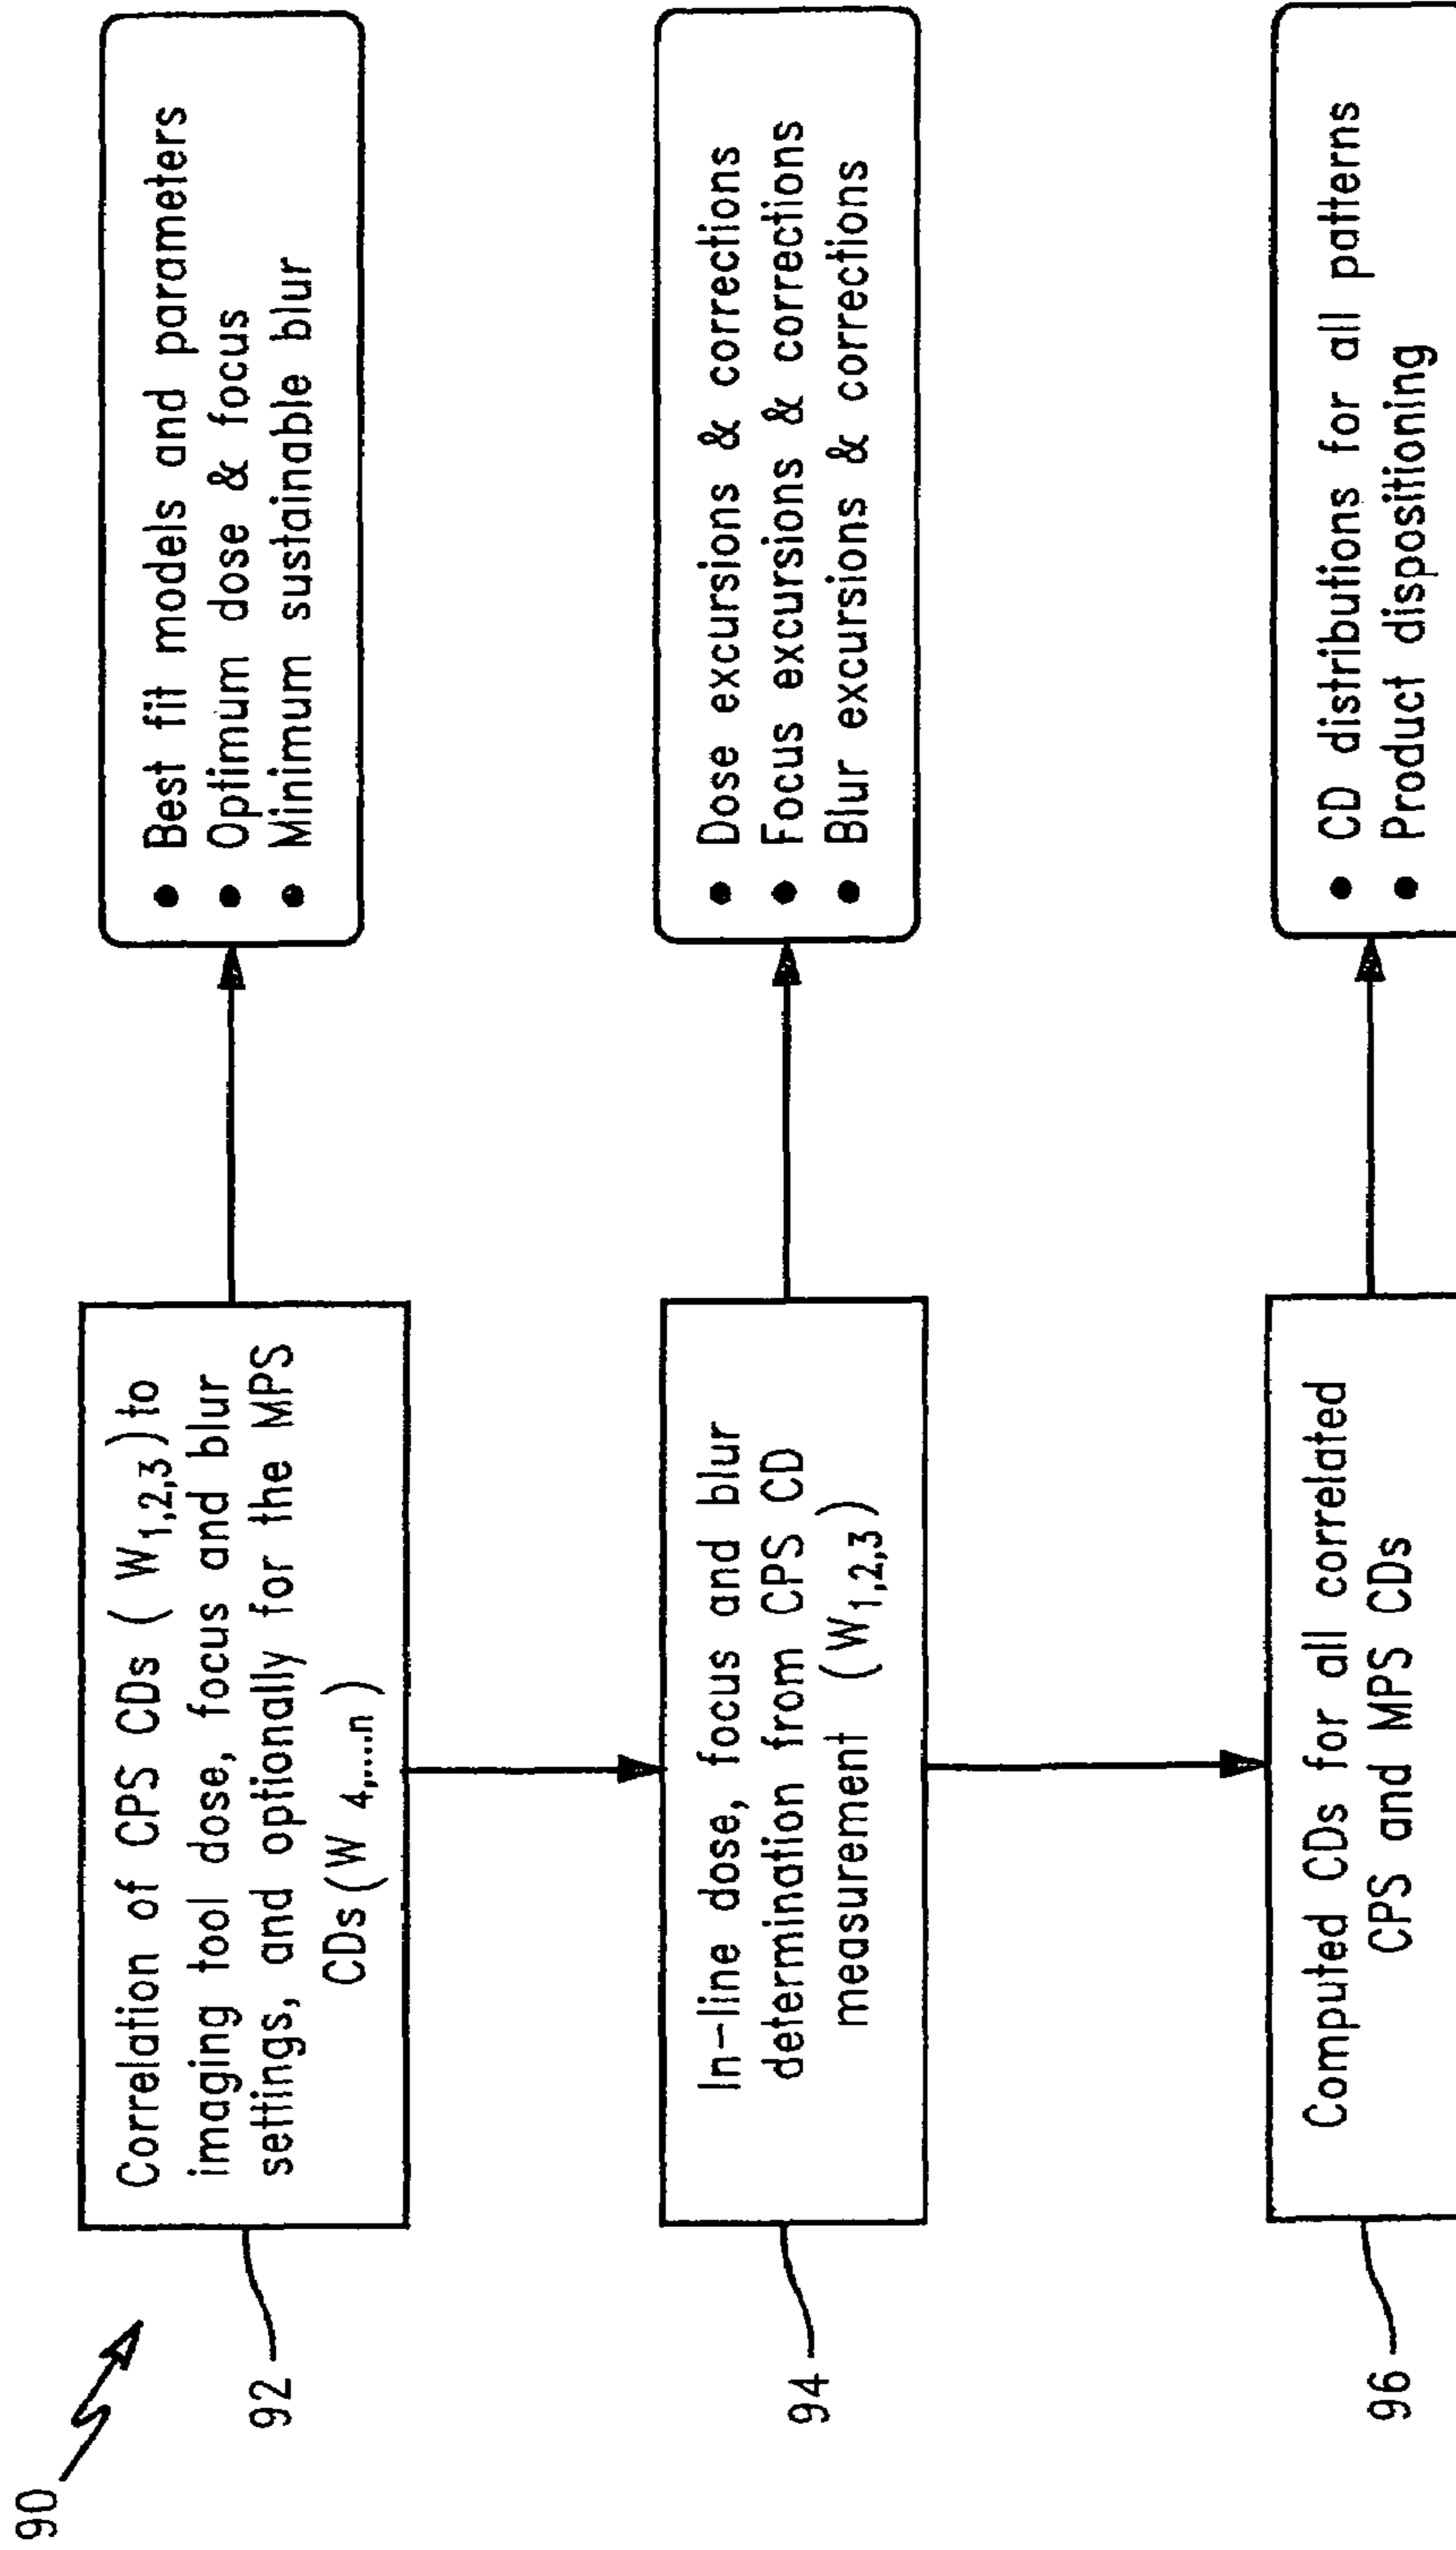 90
92
Correlation of CPS CDs ( W1,2,3) to
imaging tool dose, focus and blur
settings, and optionally for the MPS
CDs (W 4,....n )
• Best fit models and parameters
• Optimum dose & focus
• Minimum sustainable blur
94
In-line dose, focus and blur
determination from CPS CD
measurement (W1,2,3)
• Dose excursions & corrections
• Focus excursions & corrections
• Blur excursions & corrections
96
Computed CDs for all correlated
CPS and MPS CDs
• CD distributions for all patterns
• Product dispositioning